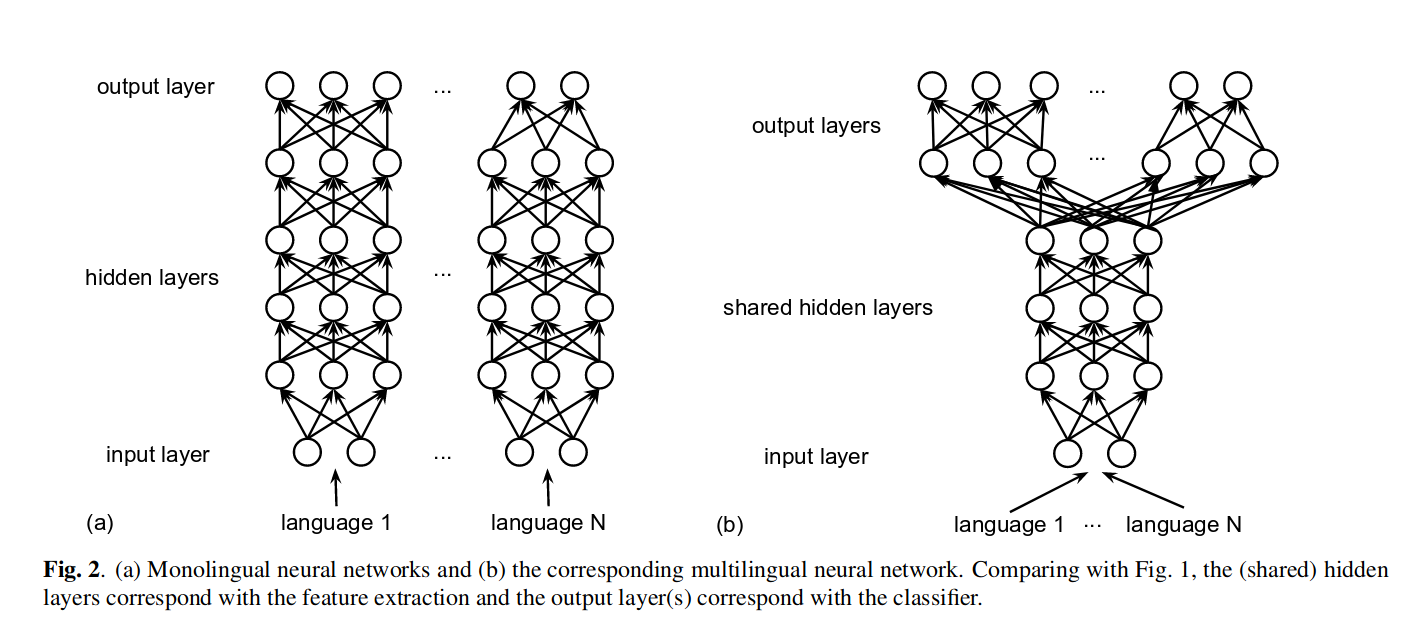 output layer
...
hidden layers
...
input layer
...
(a)
language 1
language N
...
output layers
...
shared hidden layers
input layer
(b)
language 1 ... language N
Fig. 2. (a) Monolingual neural networks and (b) the corresponding multilingual neural network. Comparing with Fig. 1, the (shared) hidden
layers correspond with the feature extraction and the output layer(s) correspond with the classifier.